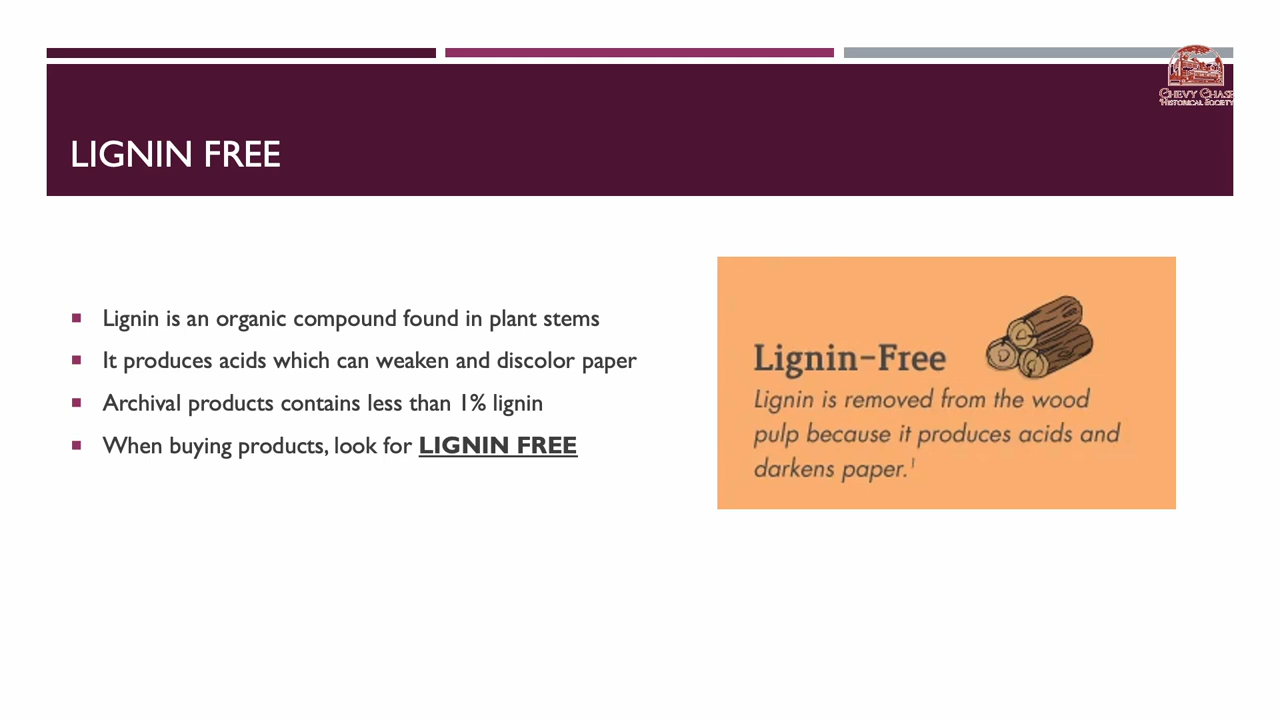 CHEVY CHASE
HISTORICAL SOCIETY
LIGNIN FREE
Lignin is an organic compound found in plant stems
It produces acids which can weaken and discolor paper
Archival products contains less than 1% lignin
When buying products, look for LIGNIN FREE
Lignin-Free
Lignin is removed from the wood
pulp because it produces acids and
darkens paper.¹